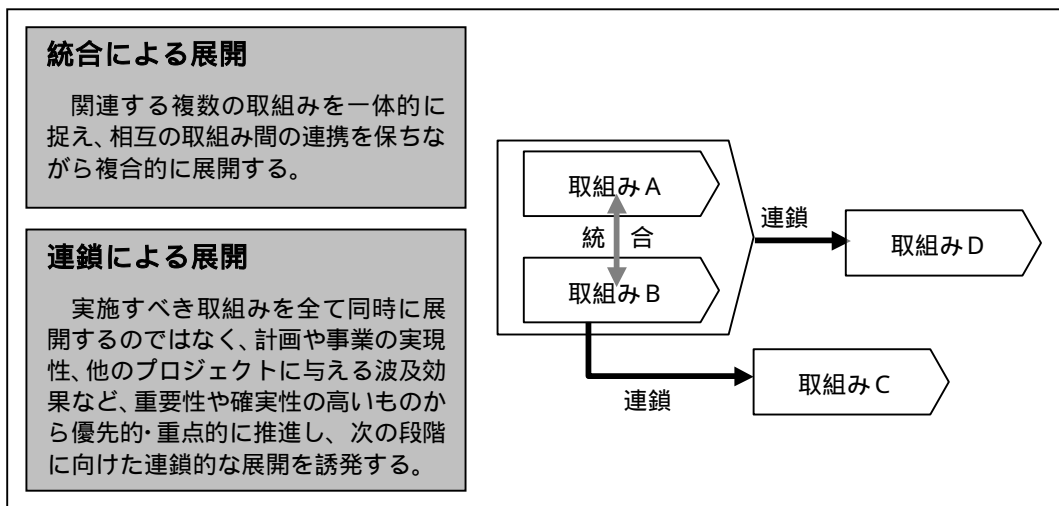 統合による展開
関連する複数の取組みを一体的に
捉え、相互の取組み間の連携を保ちな
がら複合的に展開する。
連鎖による展開
実施すべき取組みを全て同時に展
開するのではなく、計画や事業の実現
性、他のプロジェクトに与える波及効
果など、重要性や確実性の高いものか
ら優先的・重点的に推進し、次の段階
に向けた連鎖的な展開を誘発する。
取組みA
統 合
取組みB
連鎖
取組みD
連鎖
取組みC